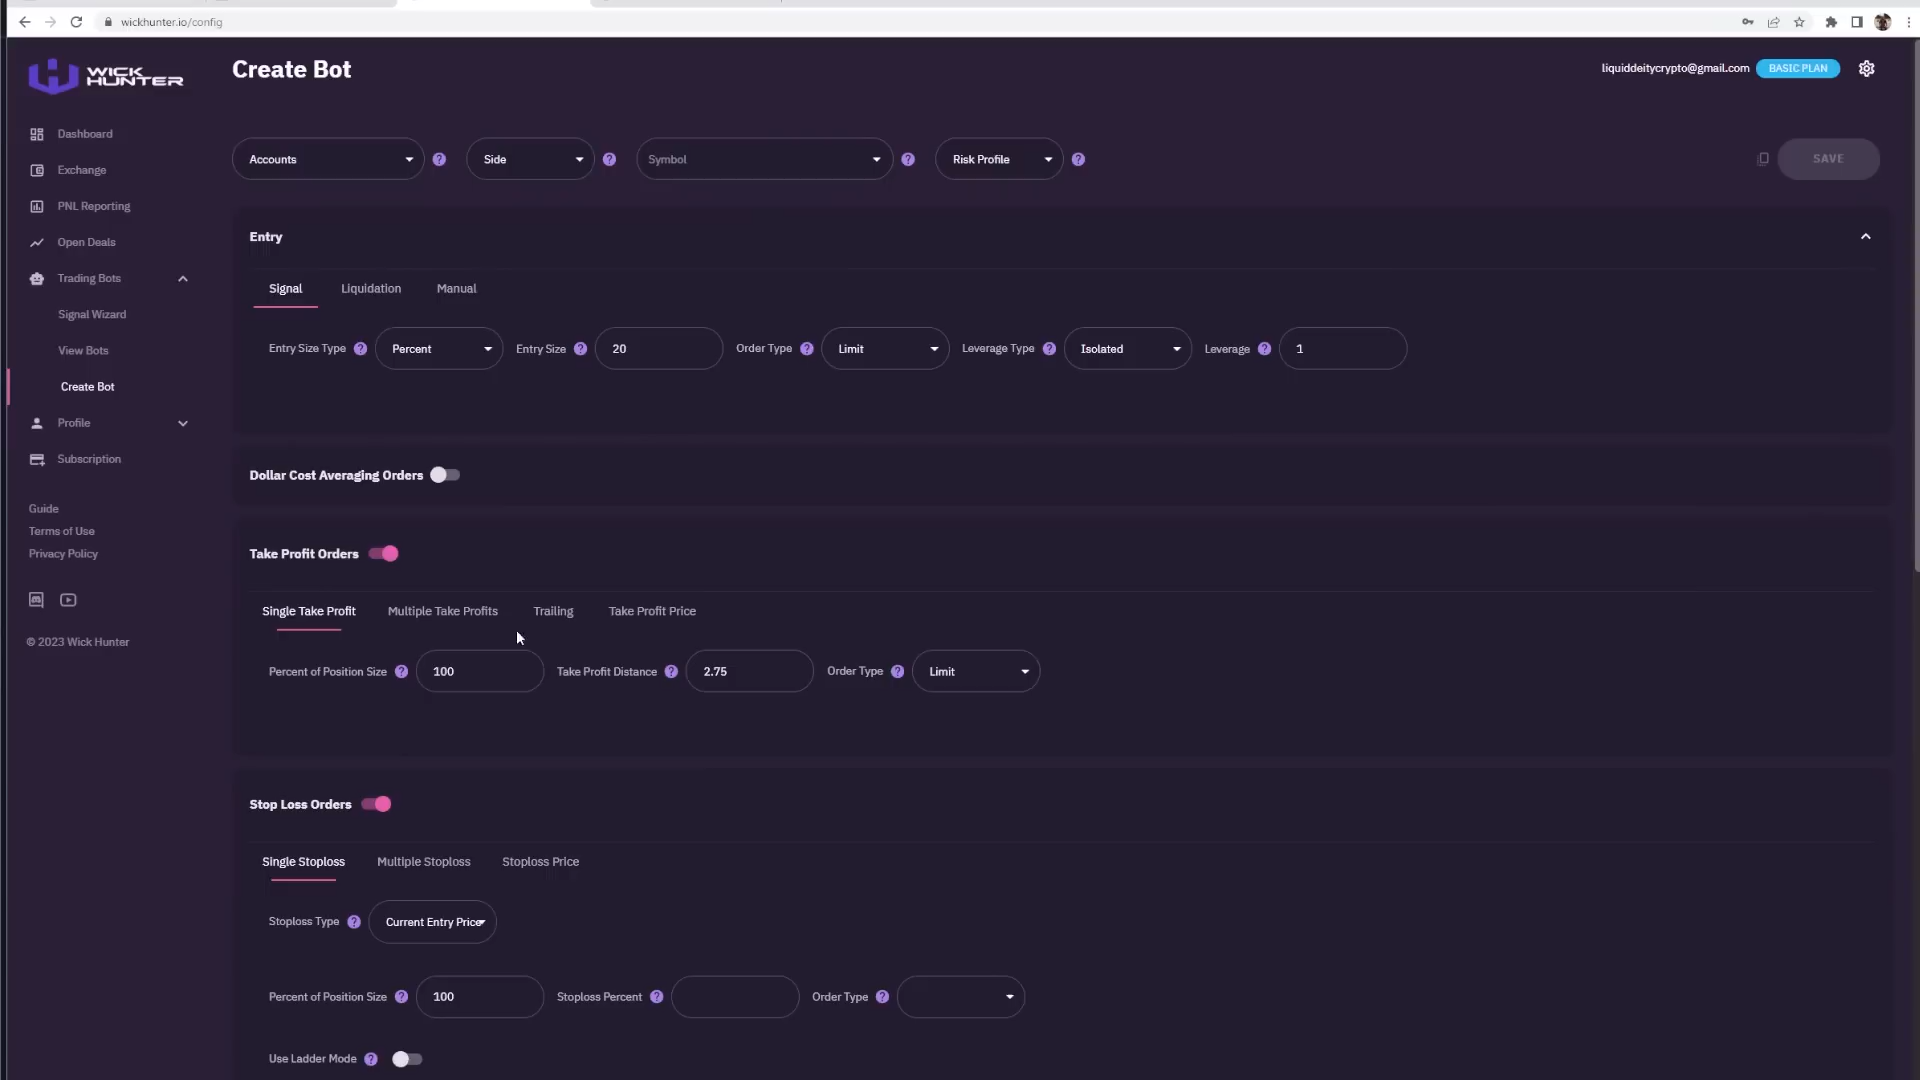 wickhunter.io/config
WICK
HUNTER
Create Bot
liquiddeitycrypto@gmail.com BASIC PLAN
Dashboard
Exchange
PNL Reporting
Open Deals
Trading Bots
Signal Wizard
View Bots
Create Bot
Profile
Subscription
Guide
Terms of Use
Privacy Policy
© 2023 Wick Hunter
Accounts ? Side ? Symbol ? Risk Profile ? SAVE
Entry
Signal Liquidation Manual
Entry Size Type ? Percent Entry Size ? 20 Order Type ? Limit Leverage Type ? Isolated Leverage ? 1
Dollar Cost Averaging Orders
Take Profit Orders
Single Take Profit Multiple Take Profits Trailing Take Profit Price
Percent of Position Size ? 100 Take Profit Distance ? 2.75 Order Type ? Limit
Stop Loss Orders
Single Stoploss Multiple Stoploss Stoploss Price
Stoploss Type ? Current Entry Price
Percent of Position Size ? 100 Stoploss Percent ? Order Type ?
Use Ladder Mode ?